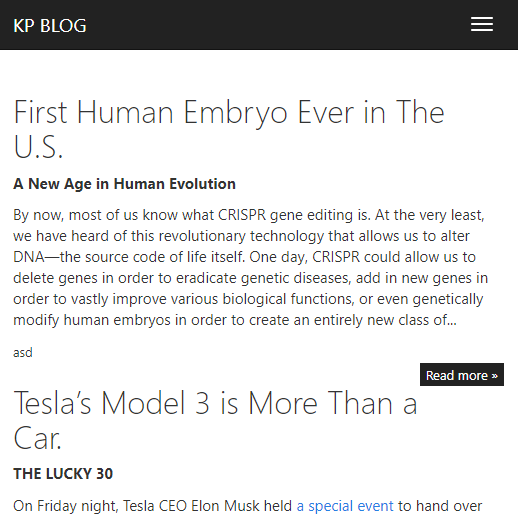 KP BLOG
First Human Embryo Ever in The
U.S.
A New Age in Human Evolution
By now, most of us know what CRISPR gene editing is. At the very least,
we have heard of this revolutionary technology that allows us to alter
DNA—the source code of life itself. One day, CRISPR could allow us to
delete genes in order to eradicate genetic diseases, add in new genes in
order to vastly improve various biological functions, or even genetically
modify human embryos in order to create an entirely new class of...
asd
Read more »
Tesla’s Model 3 is More Than a
Car.
THE LUCKY 30
On Friday night, Tesla CEO Elon Musk held a special event to hand over